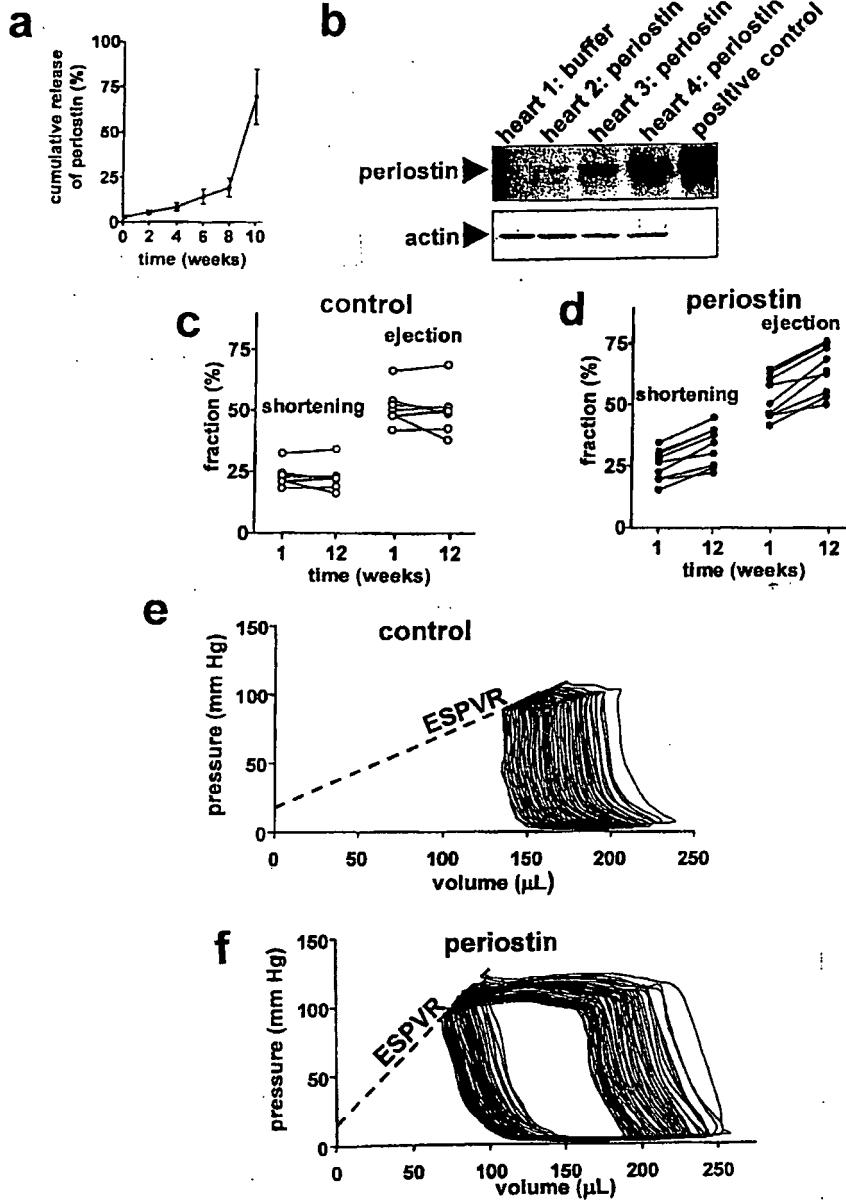 a
100
75
50
25
0
cumulative release
of periostin (%)
0 2 4 6 8 10
time (weeks)
b
heart 1: buffer
heart 2: periostin
heart 3: periostin
heart 4: periostin
positive control
periostin
actin
c
control
ejection
shortening
75
50
25
0
fraction (%)
1 12 1 12
time (weeks)
d
periostin
ejection
shortening
75
50
25
0
fraction (%)
1 12 1 12
time (weeks)
e
control
150
100
50
0
pressure (mm Hg)
ESPVR
0 50 100 150 200 250
volume (μL)
f
periostin
150
100
50
0
pressure (mm Hg)
ESPVR
0 50 100 150 200 250
volume (μL)